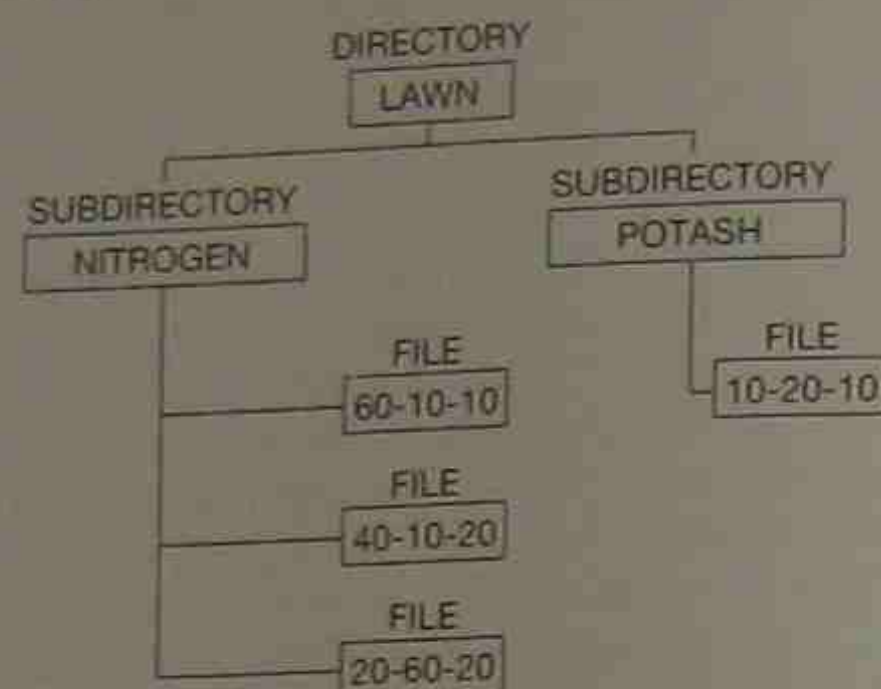 DIRECTORY
LAWN
SUBDIRECTORY
NITROGEN
SUBDIRECTORY
POTASH
FILE
60-10-10
FILE
40-10-20
FILE
20-60-20
FILE
10-20-10